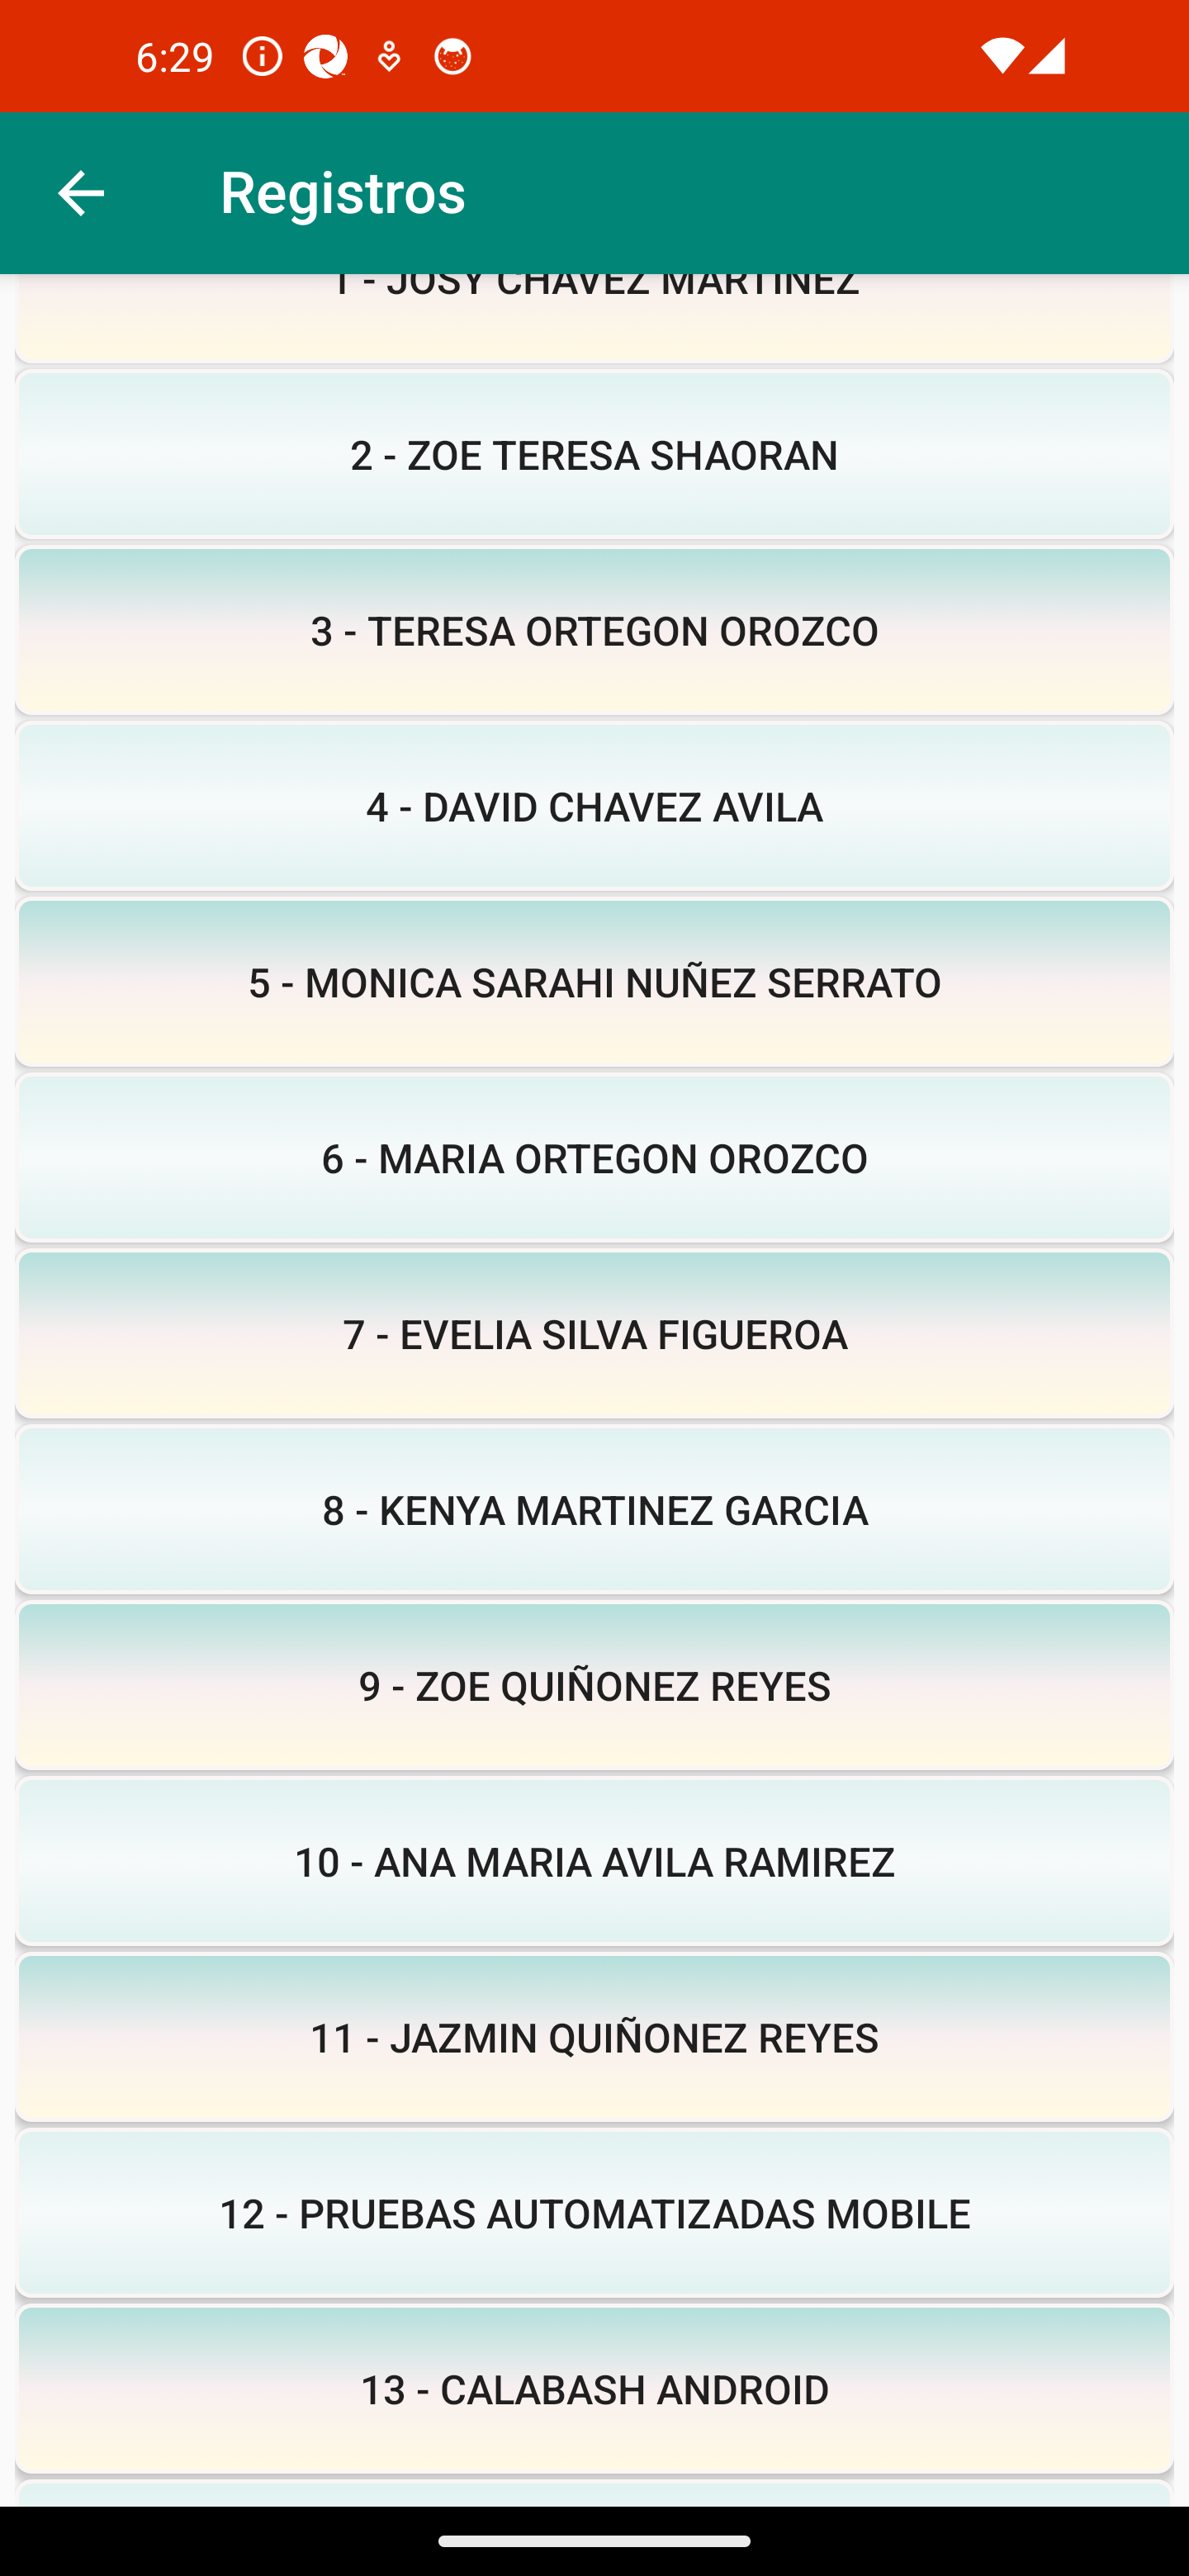 6:29
Registros
1 - JOSY CHAVEZ MARTINEZ
2 - ZOE TERESA SHAORAN
3 - TERESA ORTEGON OROZCO
4 - DAVID CHAVEZ AVILA
5 - MONICA SARAHI NUÑEZ SERRATO
6 - MARIA ORTEGON OROZCO
7 - EVELIA SILVA FIGUEROA
8 - KENYA MARTINEZ GARCIA
9 - ZOE QUIÑONEZ REYES
10 - ANA MARIA AVILA RAMIREZ
11 - JAZMIN QUIÑONEZ REYES
12 - PRUEBAS AUTOMATIZADAS MOBILE
13 - CALABASH ANDROID